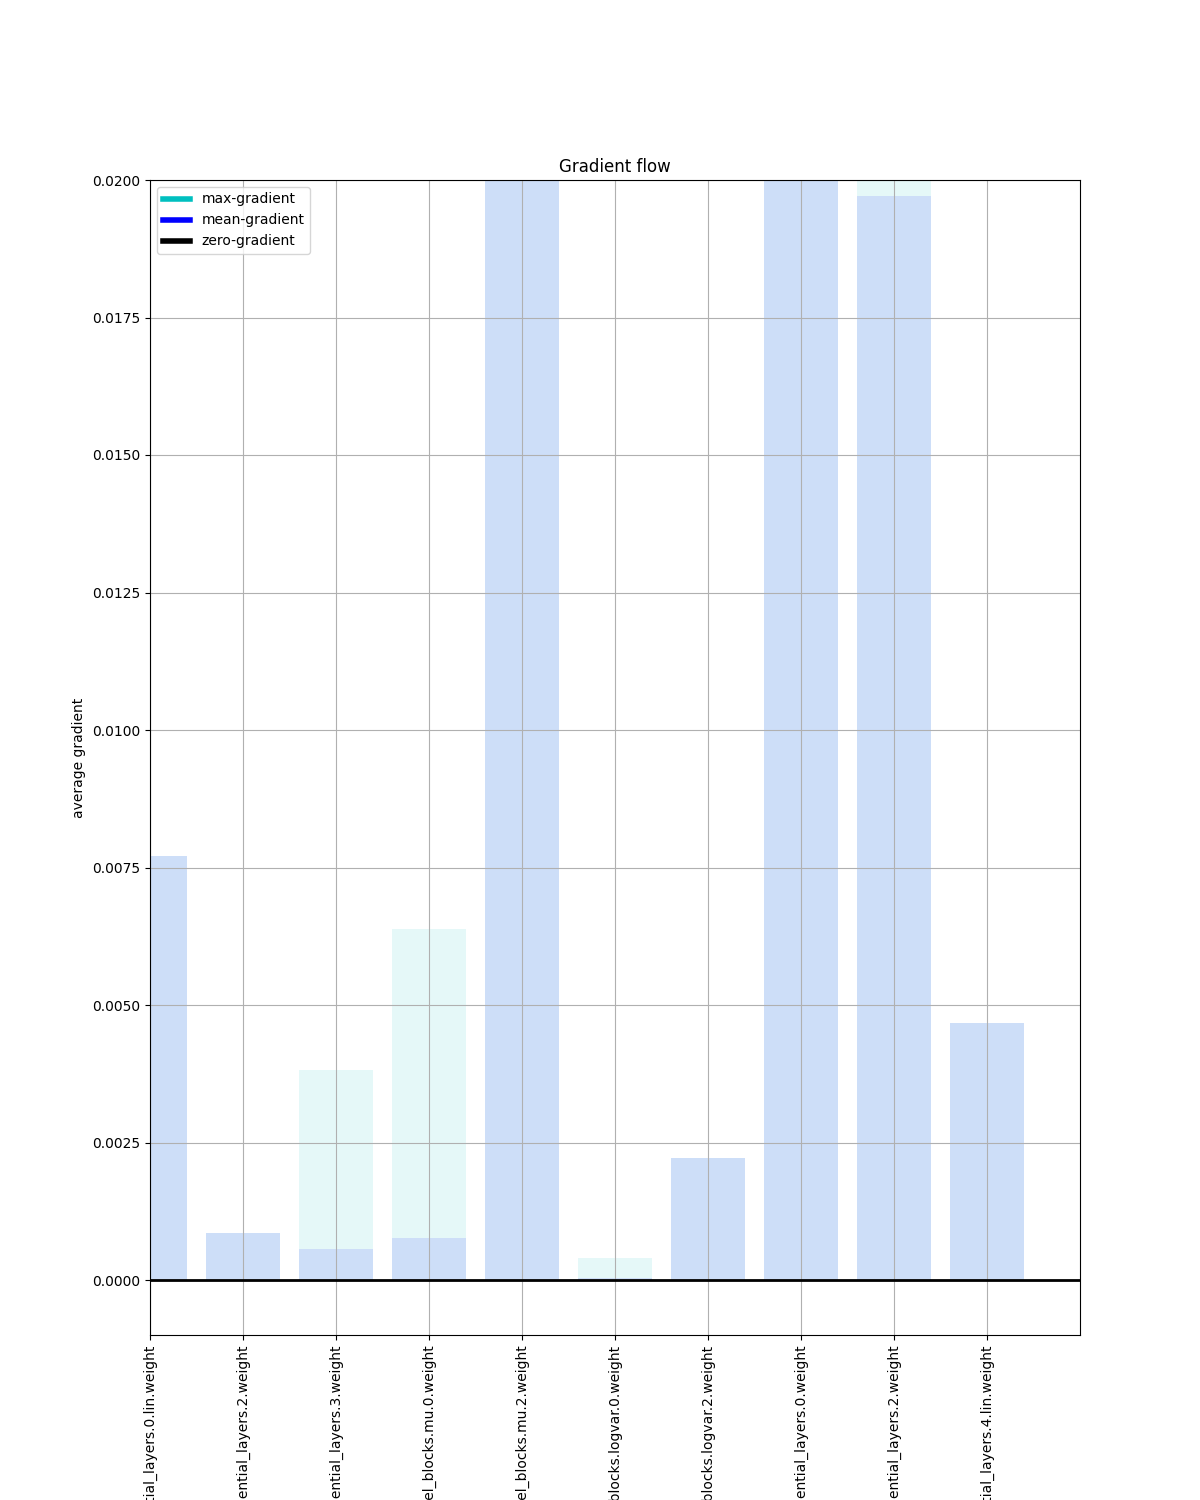 Gradient flow
max-gradient
mean-gradient
zero-gradient
0.0200
0.0175
0.0150
0.0125
0.0100
0.0075
0.0050
0.0025
0.0000
average gradient
tial_layers.0.lin.weight
ential_layers.2.weight
ential_layers.3.weight
el_blocks.mu.0.weight
el_blocks.mu.2.weight
blocks.logvar.0.weight
blocks.logvar.2.weight
ential_layers.0.weight
ential_layers.2.weight
tial_layers.4.lin.weight